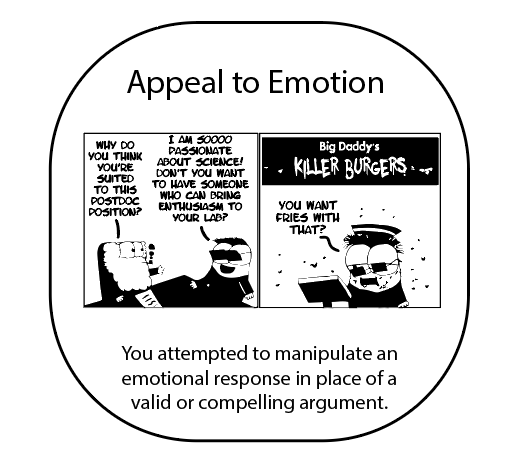 Appeal to Emotion
WHY DO
YOU THINK
YOU'RE
SUITED
TO THIS
POSTDOC
POSITION?
I AM SOOOO
PASSIONATE
ABOUT SCIENCE!
DON'T YOU WANT
TO HAVE SOMEONE
WHO CAN BRING
ENTHUSIASM TO
YOUR LAB?
Big Daddy's
KILLER BURGERS
YOU WANT
FRIES WITH
THAT?
You attempted to manipulate an
emotional response in place of a
valid or compelling argument.